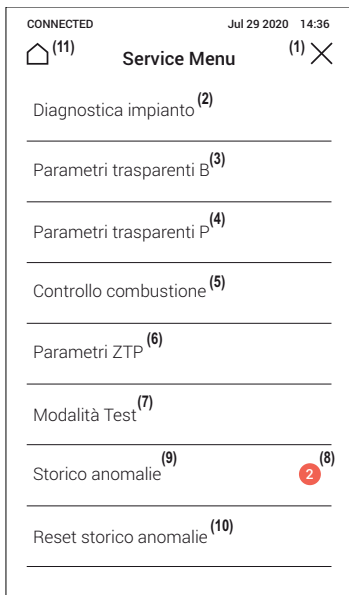 CONNECTED Jul 29 2020 14:36
(11) Service Menu (1)
Diagnostica impianto (2)
Parametri trasparenti B (3)
Parametri trasparenti P (4)
Controllo combustione (5)
Parametri ZTP (6)
Modalità Test (7)
Storico anomalie (9) 2 (8)
Reset storico anomalie (10)